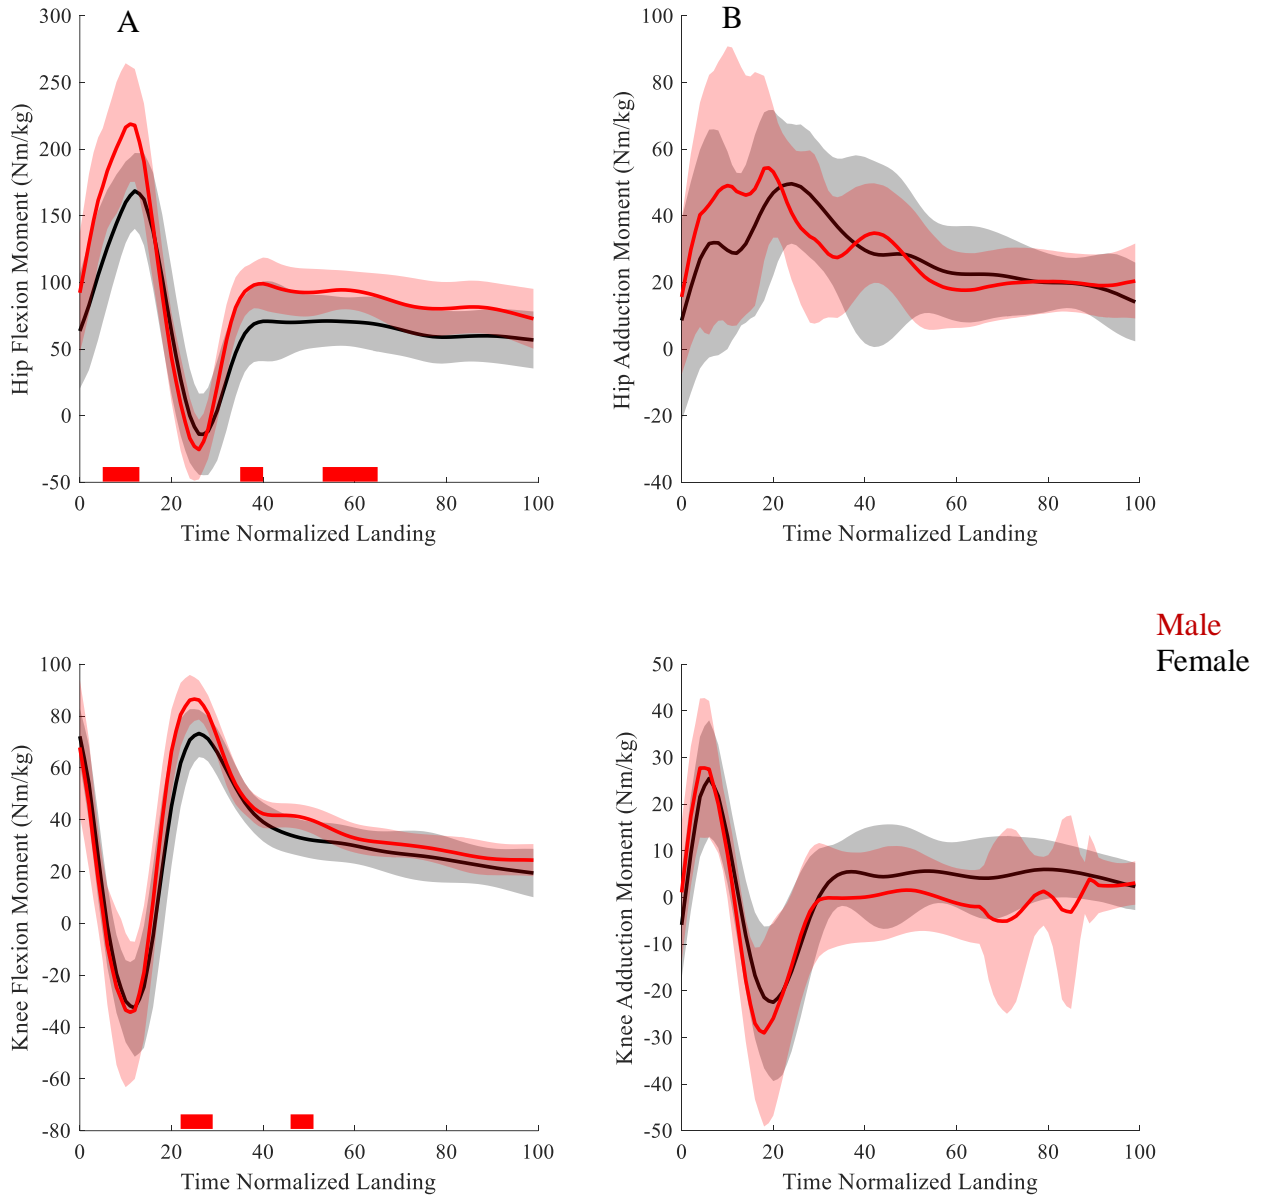 A
300
250
200
150
100
50
0
-50
0 20 40 60 80 100
Hip Flexion Moment (Nm/kg)
Time Normalized Landing
B
100
80
60
40
20
0
-20
-40
0 20 40 60 80 100
Hip Adduction Moment (Nm/kg)
Time Normalized Landing
Male
Female
100
80
60
40
20
0
-20
-40
-60
-80
0 20 40 60 80 100
Knee Flexion Moment (Nm/kg)
Time Normalized Landing
50
40
30
20
10
0
-10
-20
-30
-40
-50
0 20 40 60 80 100
Knee Adduction Moment (Nm/kg)
Time Normalized Landing